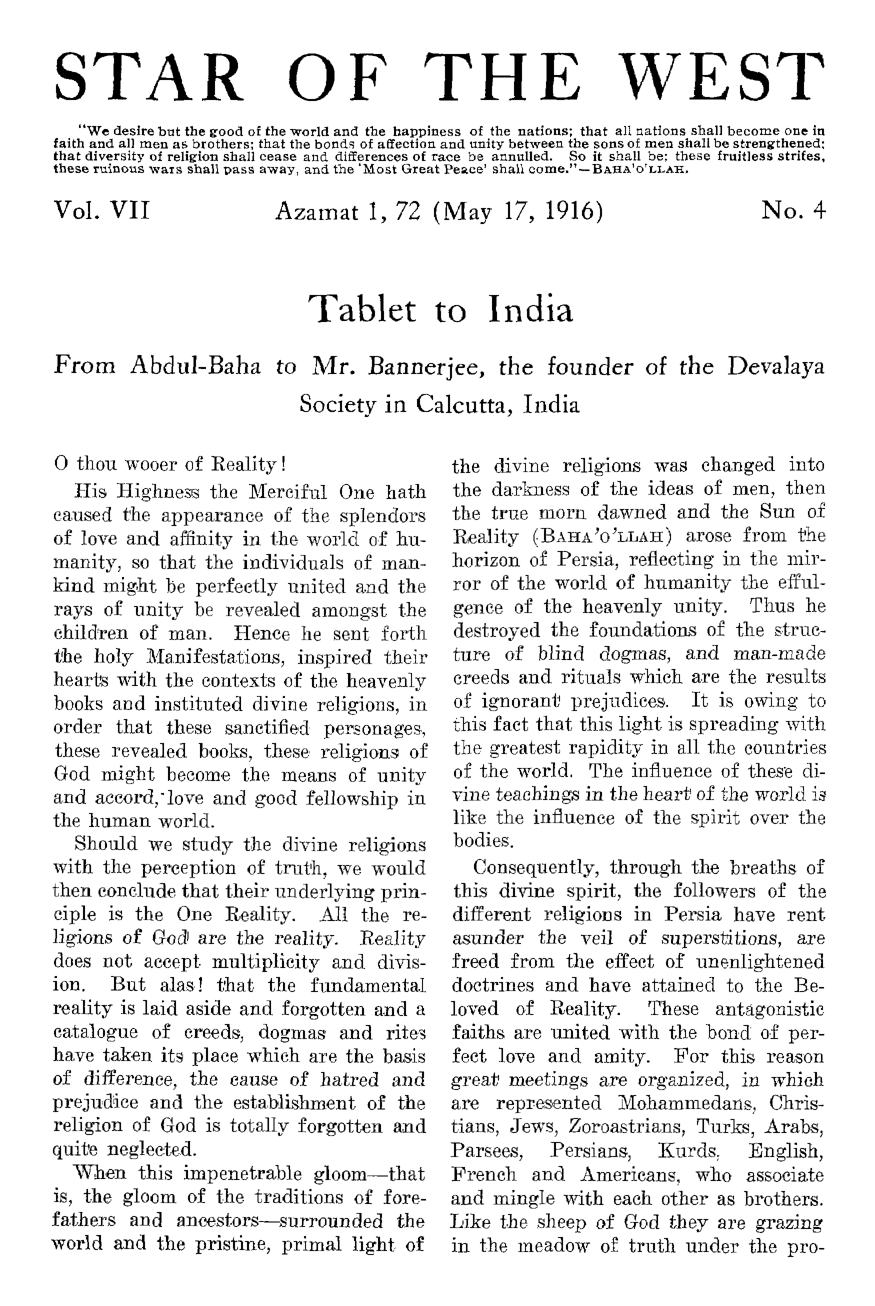 STAR OF THE WEST
"We desire but the good of the world and the happiness of the nations; that all nations shall become one in
faith and all men as brothers; that the bonds of affection and unity between the sons of men shall be strengthened;
that diversity of religion shall cease and differences of race be annulled. So it shall be; these fruitless strifes,
these ruinous wars shall pass away, and the 'Most Great Peace' shall come."—BAHA'O'LLAH.
Vol. VII Azamat 1, 72 (May 17, 1916) No. 4
Tablet to India
From Abdul-Baha to Mr. Bannerjee, the founder of the Devalaya
Society in Calcutta, India
O thou wooer of Reality!
His Highness the Merciful One hath
caused the appearance of the splendors
of love and affinity in the world of hu-
manity, so that the individuals of man-
kind might be perfectly united and the
rays of unity be revealed amongst the
children of man. Hence he sent forth
the holy Manifestations, inspired their
hearts with the contexts of the heavenly
books and instituted divine religions, in
order that these sanctified personages,
these revealed books, these religions of
God might become the means of unity
and accord, love and good fellowship in
the human world.
Should we study the divine religions
with the perception of truth, we would
then conclude that their underlying prin-
ciple is the One Reality. All the re-
ligions of God are the reality. Reality
does not accept multiplicity and divis-
ion. But alas! that the fundamental
reality is laid aside and forgotten and a
catalogue of creeds, dogmas and rites
have taken its place which are the basis
of difference, the cause of hatred and
prejudice and the establishment of the
religion of God is totally forgotten and
quite neglected.
When this impenetrable gloom—that
is, the gloom of the traditions of fore-
fathers and ancestors—surrounded the
world and the pristine, primal light of
the divine religions was changed into
the darkness of the ideas of men, then
the true morn dawned and the Sun of
Reality (BAHA'O'LLAH) arose from the
horizon of Persia, reflecting in the mir-
ror of the world of humanity the efful-
gence of the heavenly unity. Thus he
destroyed the foundations of the struc-
ture of blind dogmas, and man-made
creeds and rituals which are the results
of ignorant prejudices. It is owing to
this fact that this light is spreading with
the greatest rapidity in all the countries
of the world. The influence of these di-
vine teachings in the heart of the world is
like the influence of the spirit over the
bodies.
Consequently, through the breaths of
this divine spirit, the followers of the
different religions in Persia have rent
asunder the veil of superstitions, are
freed from the effect of unenlightened
doctrines and have attained to the Be-
loved of Reality. These antagonistic
faiths are united with the bond of per-
fect love and amity. For this reason
great meetings are organized, in which
are represented Mohammedans, Chris-
tians, Jews, Zoroastrians, Turks, Arabs,
Parsees, Persians, Kurds, English,
French and Americans, who associate
and mingle with each other as brothers.
Like the sheep of God they are grazing
in the meadow of truth under the pro-